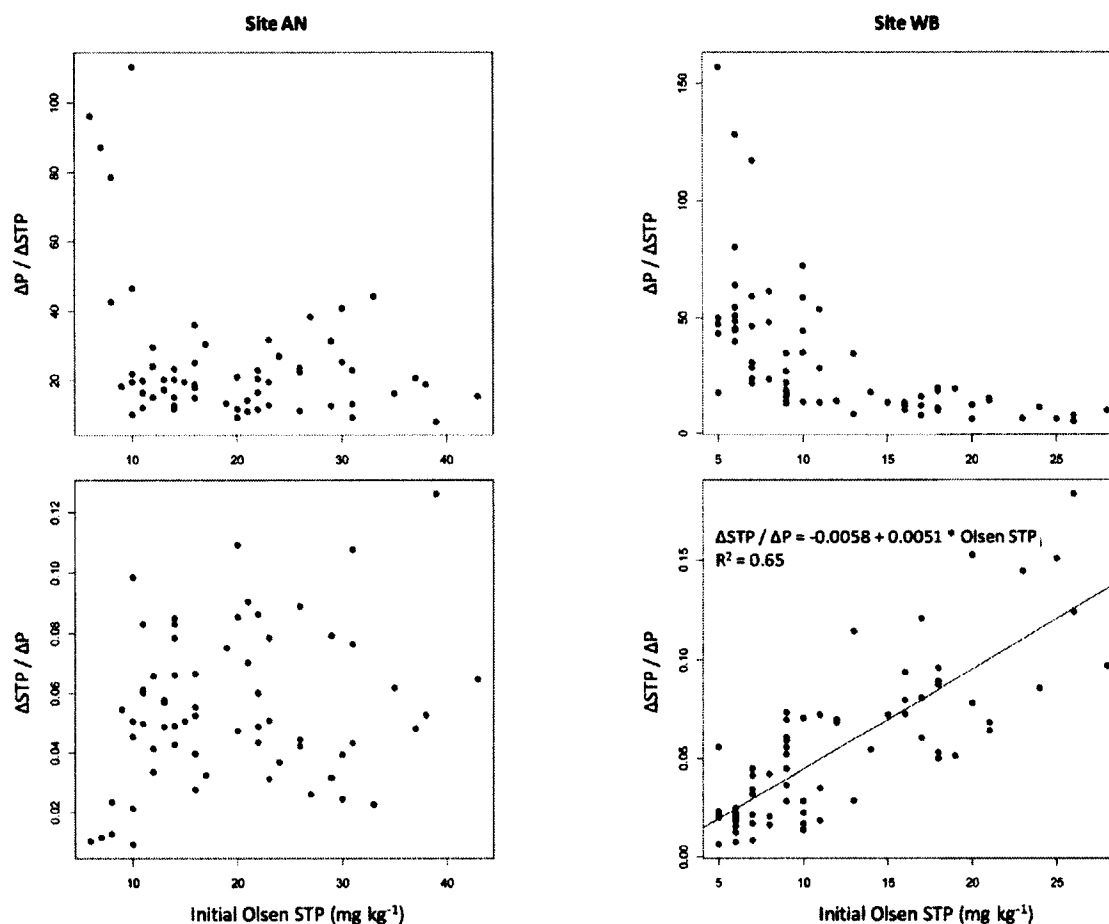 Site AN
Site WB
ΔP / ΔSTP
100
80
60
40
20
10 20 30 40
ΔP / ΔSTP
150
100
50
0
5 10 15 20 25
ΔSTP / ΔP
0.12
0.10
0.08
0.06
0.04
0.02
10 20 30 40
Initial Olsen STP (mg kg⁻¹)
ΔSTP / ΔP = -0.0058 + 0.0051 * Olsen STPᵢ
R² = 0.65
ΔSTP / ΔP
0.15
0.10
0.05
0.00
5 10 15 20 25
Initial Olsen STP (mg kg⁻¹)